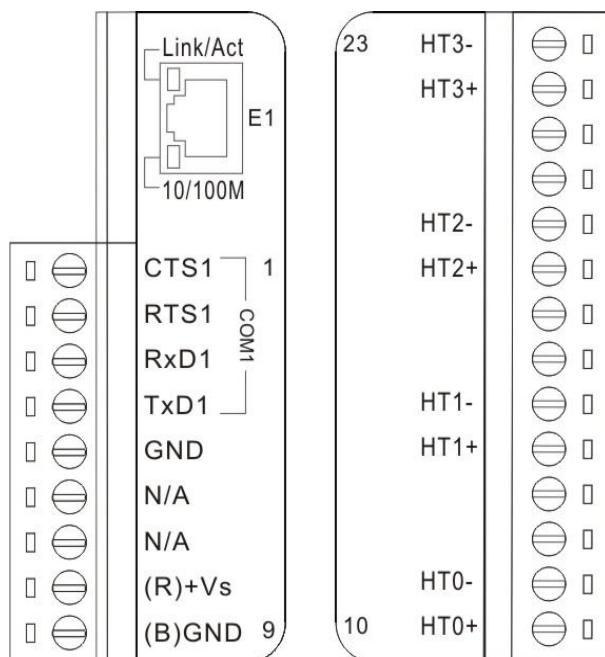 Link/Act
E1
10/100M
CTS1 1
RTS1
RxD1
TxD1
COM1
GND
N/A
N/A
(R)+Vs
(B)GND 9
23 HT3-
HT3+
HT2-
HT2+
HT1-
HT1+
HT0-
10 HT0+